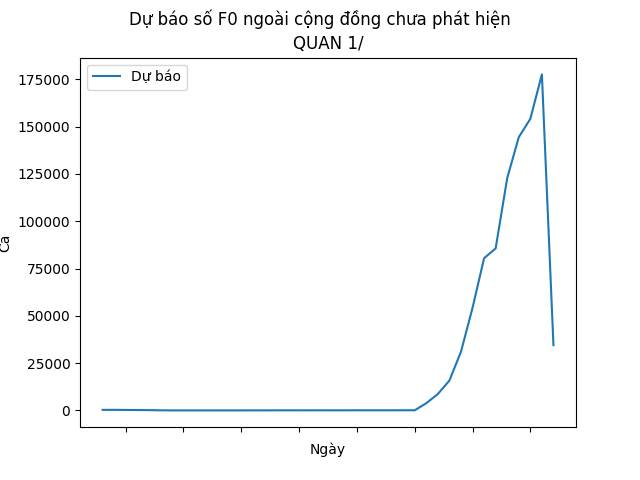 Dự báo số F0 ngoài cộng đồng chưa phát hiện
QUAN 1/
Dự báo
175000
150000
125000
100000
75000
50000
25000
0
Ca
Ngày